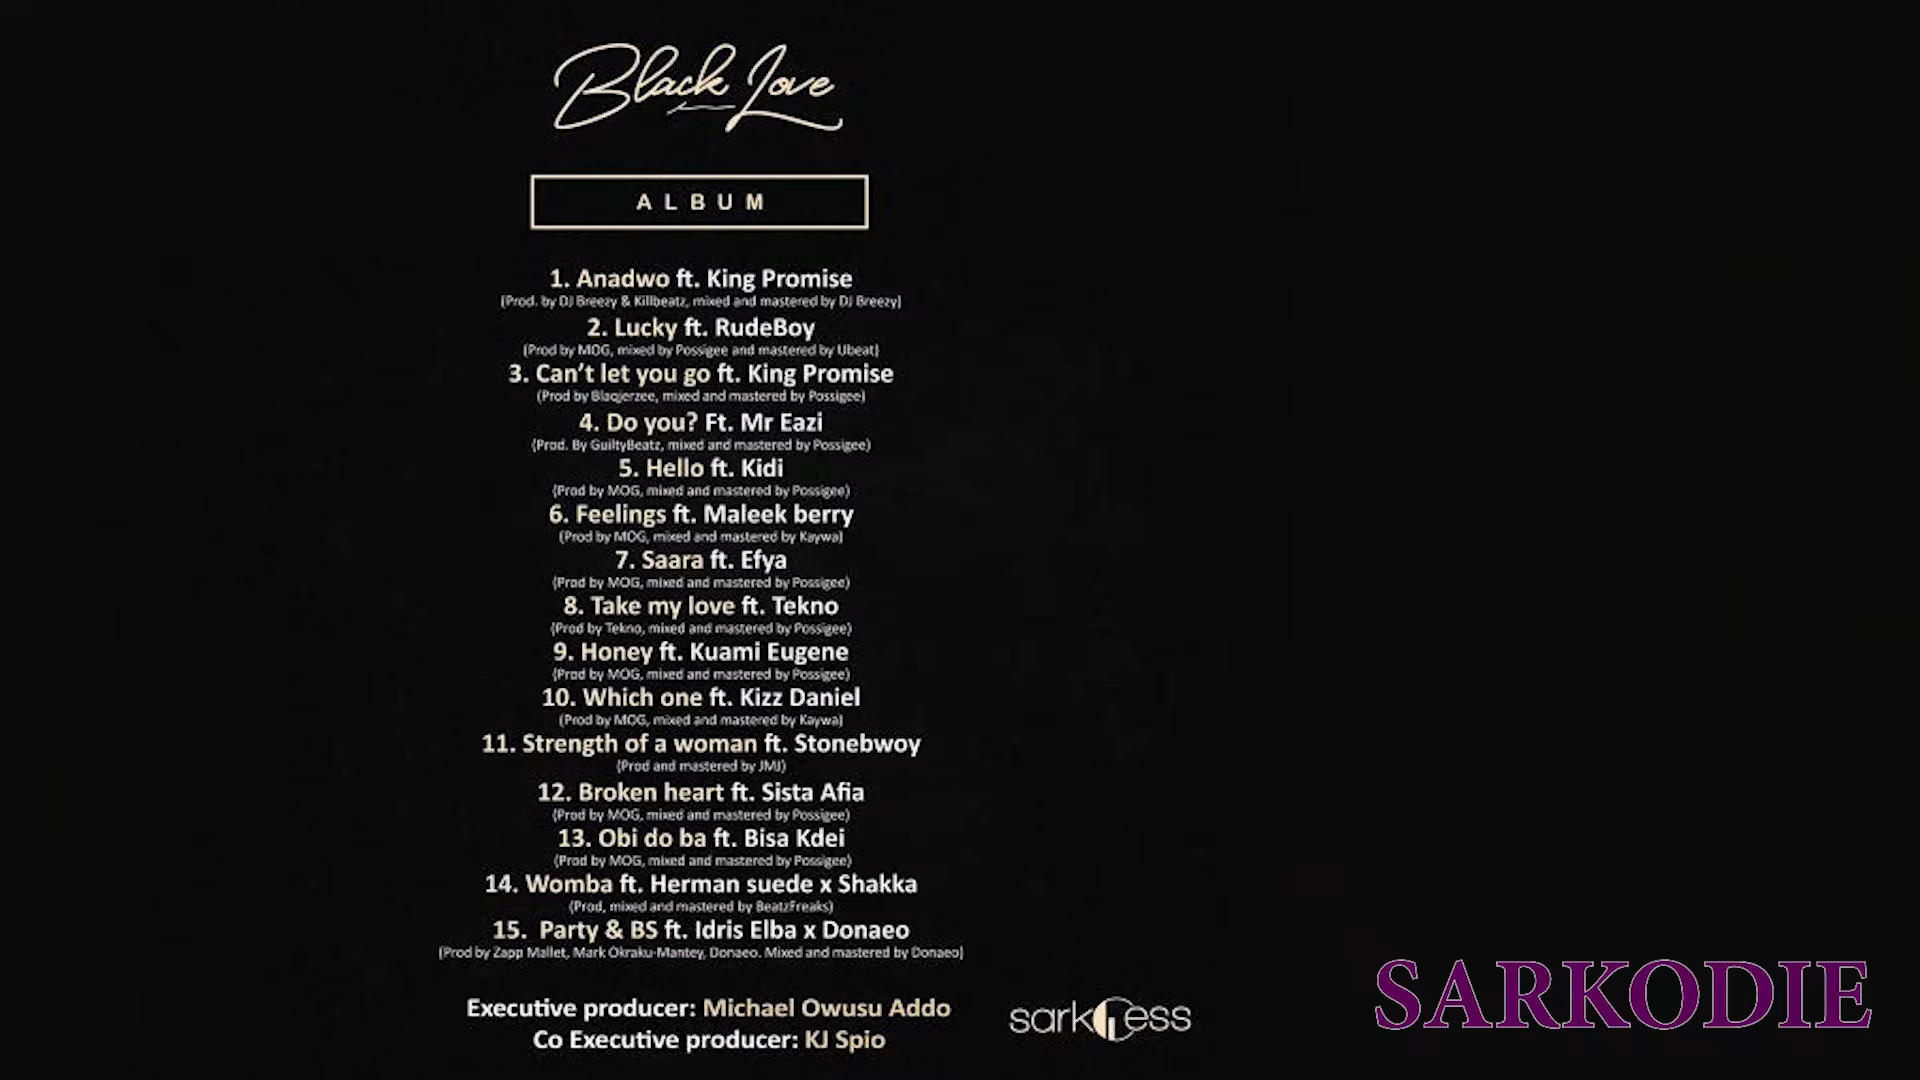 Black Love
ALBUM
1. Anadwo ft. King Promise
(Prod. by DJ Breezy & Killbeatz, mixed and mastered by DJ Breezy)
2. Lucky ft. RudeBoy
(Prod by MOG, mixed by Possigee and mastered by Ubeat)
3. Can't let you go ft. King Promise
(Prod by Blaqjerzee, mixed and mastered by Possigee)
4. Do you? Ft. Mr Eazi
(Prod. By GuiltyBeatz, mixed and mastered by Possigee)
5. Hello ft. Kidi
(Prod by MOG, mixed and mastered by Possigee)
6. Feelings ft. Maleek berry
(Prod by MOG, mixed and mastered by Kaywa)
7. Saara ft. Efya
(Prod by MOG, mixed and mastered by Possigee)
8. Take my love ft. Tekno
(Prod by Tekno, mixed and mastered by Possigee)
9. Honey ft. Kuami Eugene
(Prod by MOG, mixed and mastered by Possigee)
10. Which one ft. Kizz Daniel
(Prod by MOG, mixed and mastered by Kaywa)
11. Strength of a woman ft. Stonebwoy
(Prod and mastered by JMJ)
12. Broken heart ft. Sista Afia
(Prod by MOG, mixed and mastered by Possigee)
13. Obi do ba ft. Bisa Kdei
(Prod by MOG, mixed and mastered by Possigee)
14. Womba ft. Herman suede x Shakka
(Prod, mixed and mastered by BeatzFreaks)
15. Party & BS ft. Idris Elba x Donaeo
(Prod by Zapp Mallet, Mark Okraku-Mantey, Donaeo. Mixed and mastered by Donaeo)
Executive producer: Michael Owusu Addo
Co Executive producer: KJ Spio
sarkcess
SARKODIE